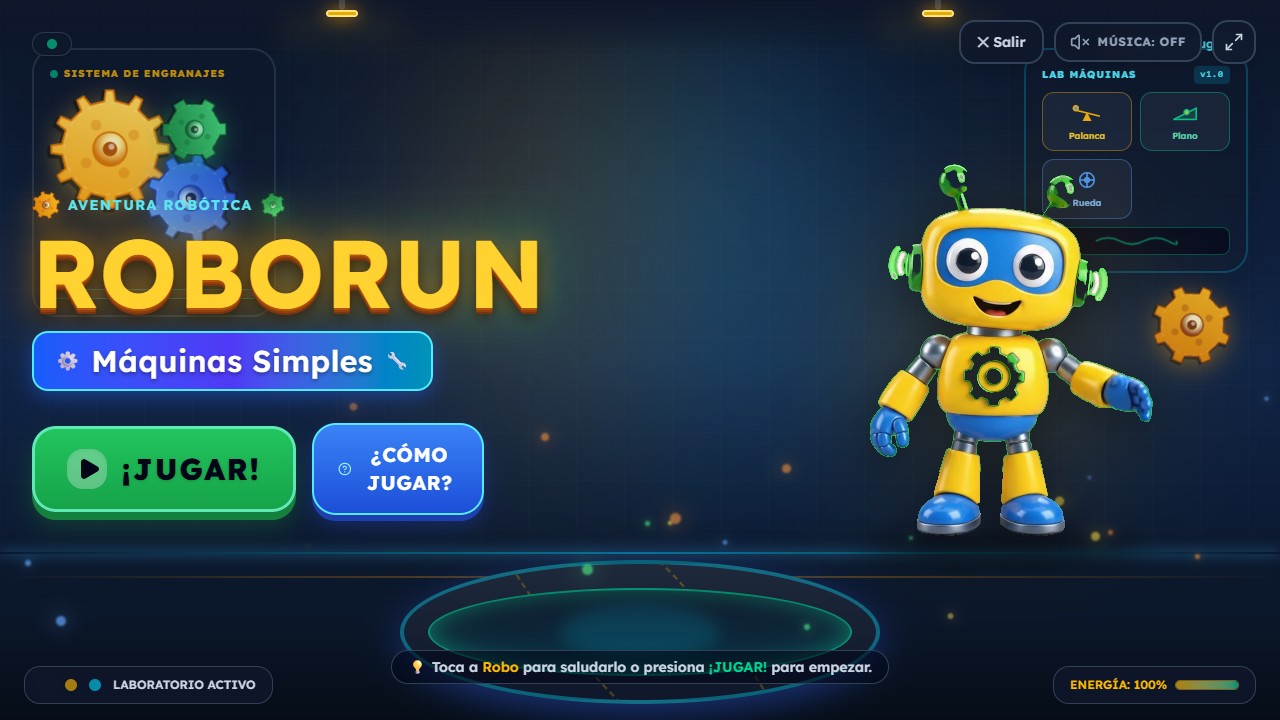 Salir
MÚSICA: OFF
SISTEMA DE ENGRANAJES
LAB MÁQUINAS
v1.0
Palanca
Plano
Rueda
AVENTURA ROBÓTICA
ROBORUN
Máquinas Simples
¡JUGAR!
¿CÓMO
JUGAR?
Toca a Robo para saludarlo o presiona ¡JUGAR! para empezar.
LABORATORIO ACTIVO
ENERGÍA: 100%